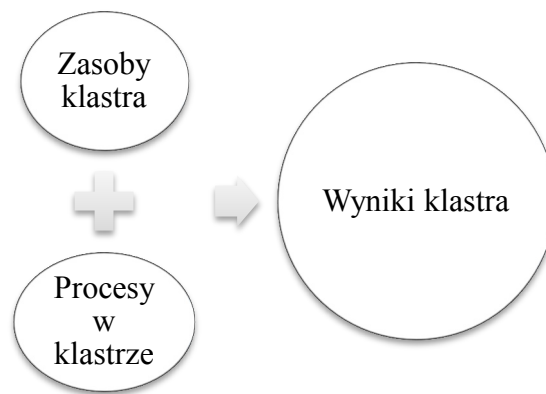 Zasoby
klastra
Procesy
w
klastrze
Wyniki klastra